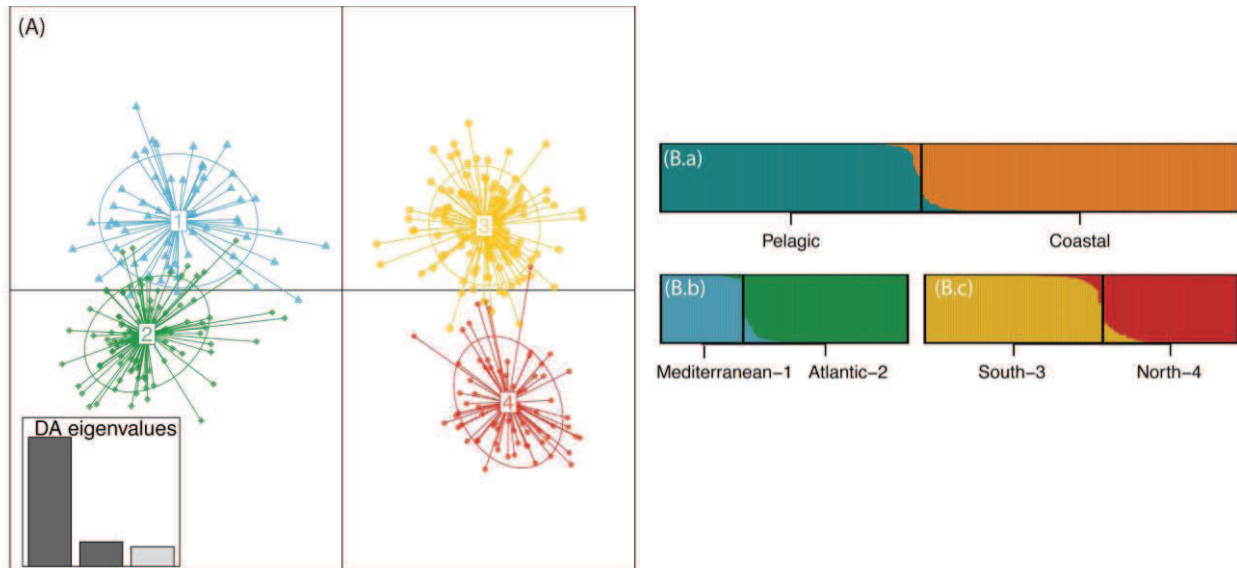 (A)
1
3
2
4
DA eigenvalues
(B.a)
Pelagic Coastal
(B.b) (B.c)
Mediterranean-1 Atlantic-2 South-3 North-4